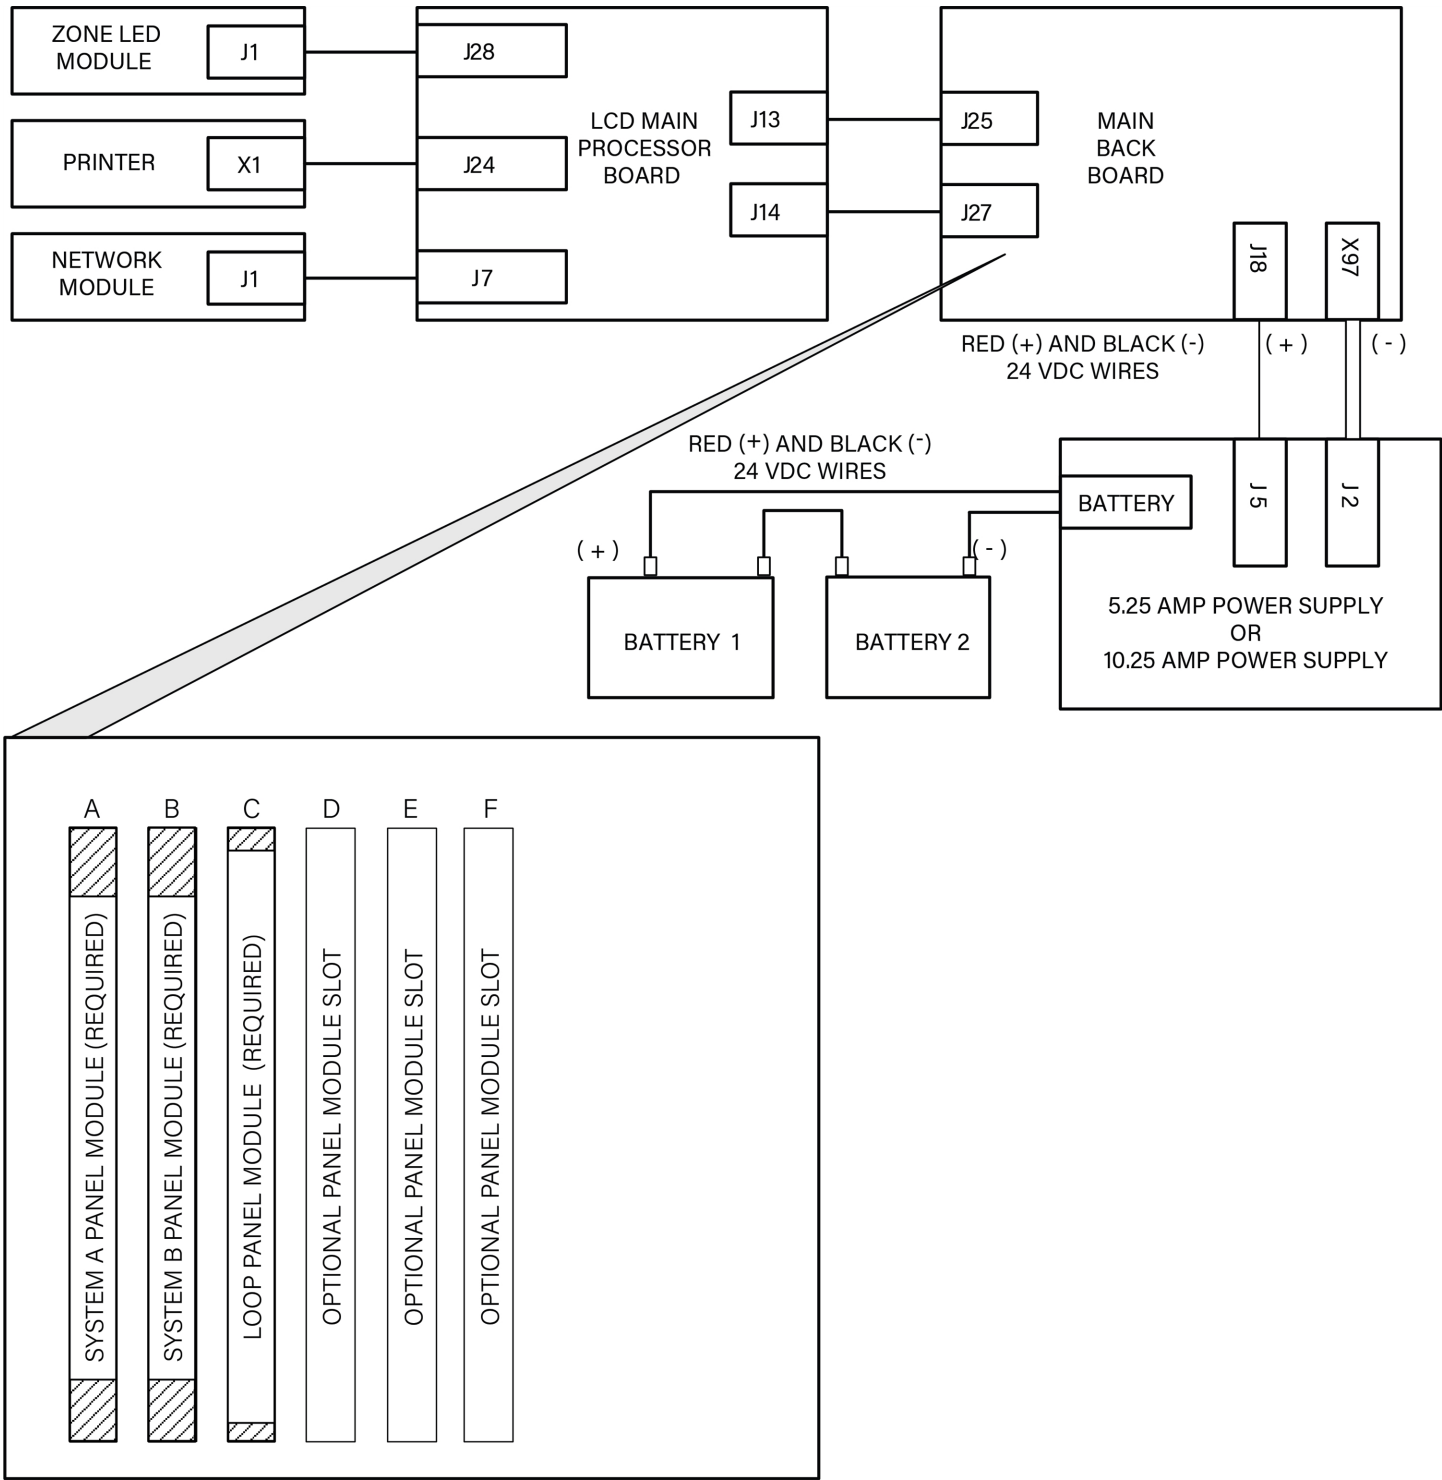 ZONE LED
MODULE
J1
J28
PRINTER
X1
J24
NETWORK
MODULE
J1
J7
LCD MAIN
PROCESSOR
BOARD
J13
J14
J25
J27
MAIN
BACK
BOARD
J18
X97
RED (+) AND BLACK (-)
24 VDC WIRES
( + )
( - )
RED (+) AND BLACK (-)
24 VDC WIRES
( + )
( - )
BATTERY 1
BATTERY 2
BATTERY
J 5
J 2
5.25 AMP POWER SUPPLY
OR
10.25 AMP POWER SUPPLY
A
B
C
D
E
F
SYSTEM A PANEL MODULE (REQUIRED)
SYSTEM B PANEL MODULE (REQUIRED)
LOOP PANEL MODULE (REQUIRED)
OPTIONAL PANEL MODULE SLOT
OPTIONAL PANEL MODULE SLOT
OPTIONAL PANEL MODULE SLOT